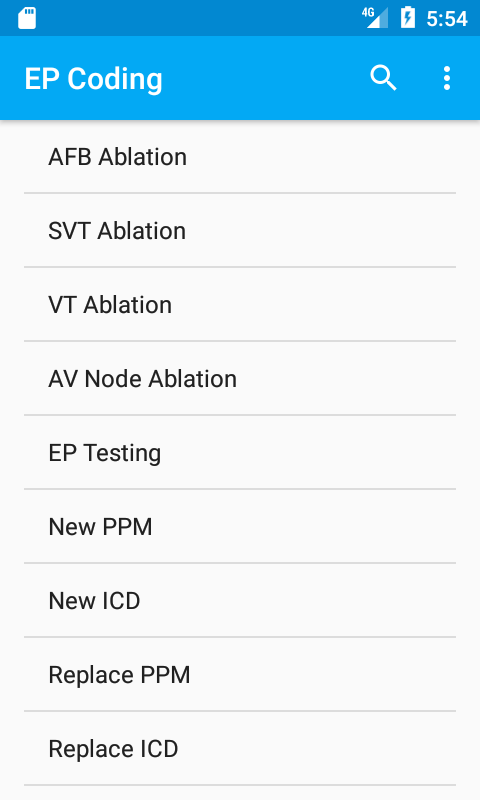 4G 5:54
EP Coding
AFB Ablation
SVT Ablation
VT Ablation
AV Node Ablation
EP Testing
New PPM
New ICD
Replace PPM
Replace ICD